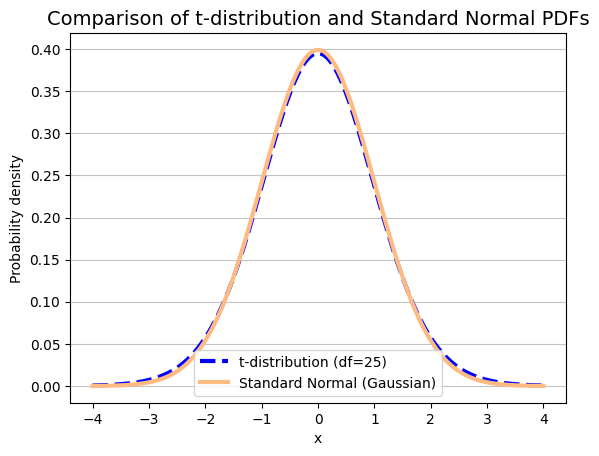 Comparison of t-distribution and Standard Normal PDFs
0.40
0.35
0.30
0.25
0.20
0.15
0.10
0.05
0.00
Probability density
t-distribution (df=25)
Standard Normal (Gaussian)
−4 −3 −2 −1 0 1 2 3 4
x